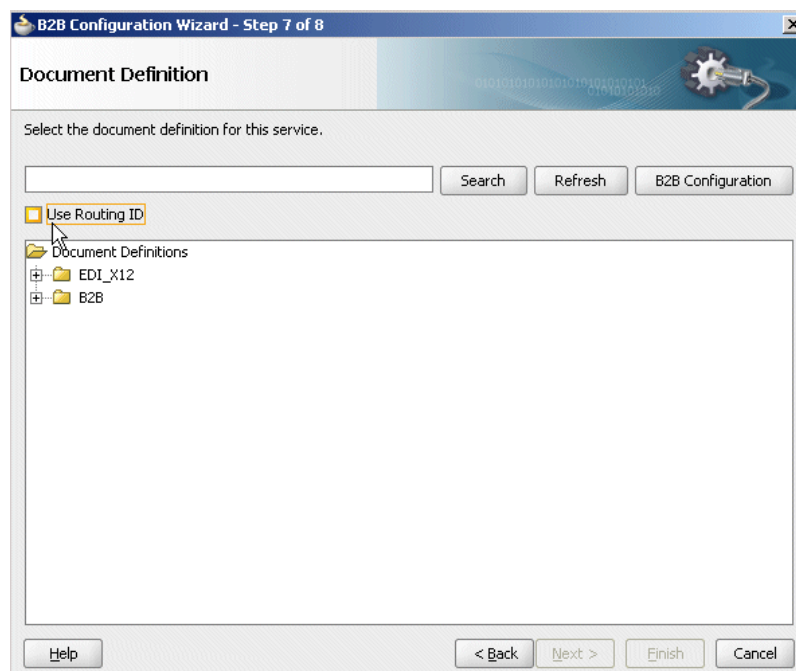 B2B Configuration Wizard - Step 7 of 8
Document Definition
Select the document definition for this service.
Search Refresh B2B Configuration
Use Routing ID
Document Definitions
EDI_X12
B2B
Help < Back Next > Finish Cancel